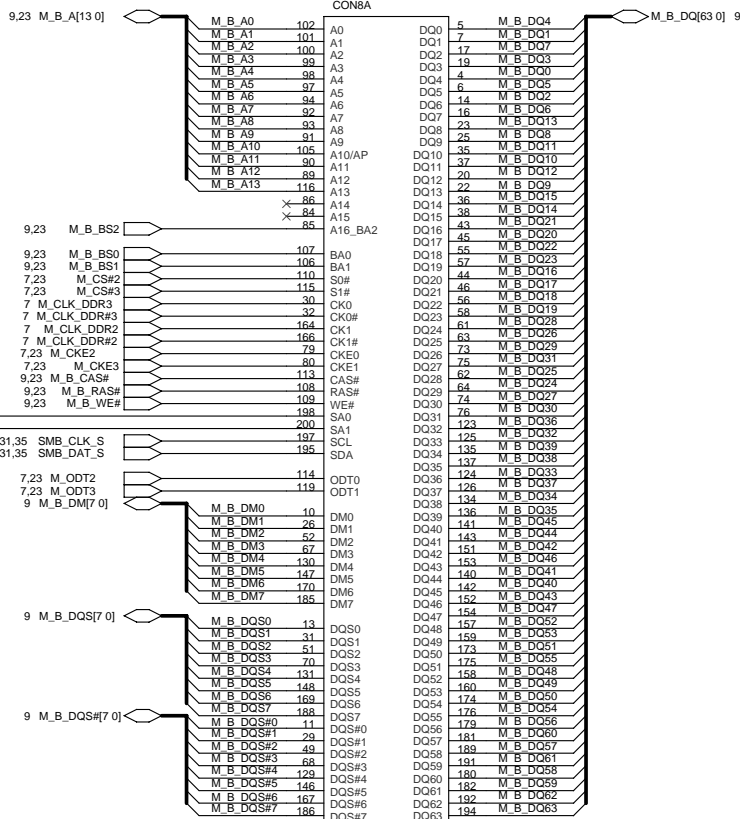 CON8A
9,23 M_B_A[13 0]
M_B_A0 102 A0
M_B_A1 101 A1
M_B_A2 100 A2
M_B_A3 99 A3
M_B_A4 98 A4
M_B_A5 97 A5
M_B_A6 94 A6
M_B_A7 92 A7
M_B_A8 93 A8
M_B_A9 91 A9
M_B_A10 105 A10/AP
M_B_A11 90 A11
M_B_A12 89 A12
M_B_A13 116 A13
86 A14
84 A15
9,23 M_B_BS2 85 A16_BA2
9,23 M_B_BS0 107 BA0
9,23 M_B_BS1 106 BA1
7,23 M_CS#2 110 S0#
7,23 M_CS#3 115 S1#
7 M_CLK_DDR3 30 CK0
7 M_CLK_DDR#3 32 CK0#
7 M_CLK_DDR2 164 CK1
7 M_CLK_DDR#2 166 CK1#
7,23 M_CKE2 79 CKE0
7,23 M_CKE3 80 CKE1
9,23 M_B_CAS# 113 CAS#
9,23 M_B_RAS# 108 RAS#
9,23 M_B_WE# 109 WE#
198 SA0
200 SA1
31,35 SMB_CLK_S 197 SCL
31,35 SMB_DAT_S 195 SDA
7,23 M_ODT2 114 ODT0
7,23 M_ODT3 119 ODT1
9 M_B_DM[7 0]
M_B_DM0 10 DM0
M_B_DM1 26 DM1
M_B_DM2 52 DM2
M_B_DM3 67 DM3
M_B_DM4 130 DM4
M_B_DM5 147 DM5
M_B_DM6 170 DM6
M_B_DM7 185 DM7
9 M_B_DQS[7 0]
M_B_DQS0 13 DQS0
M_B_DQS1 31 DQS1
M_B_DQS2 51 DQS2
M_B_DQS3 70 DQS3
M_B_DQS4 131 DQS4
M_B_DQS5 148 DQS5
M_B_DQS6 169 DQS6
M_B_DQS7 188 DQS7
9 M_B_DQS#[7 0]
M_B_DQS#0 11 DQS#0
M_B_DQS#1 29 DQS#1
M_B_DQS#2 49 DQS#2
M_B_DQS#3 68 DQS#3
M_B_DQS#4 129 DQS#4
M_B_DQS#5 146 DQS#5
M_B_DQS#6 167 DQS#6
M_B_DQS#7 186 DQS#7
M_B_DQ[63 0] 9
DQ0 5 M_B_DQ4
DQ1 7 M_B_DQ1
DQ2 17 M_B_DQ7
DQ3 19 M_B_DQ3
DQ4 4 M_B_DQ0
DQ5 6 M_B_DQ5
DQ6 14 M_B_DQ2
DQ7 16 M_B_DQ6
DQ8 23 M_B_DQ13
DQ9 25 M_B_DQ8
DQ10 35 M_B_DQ11
DQ11 37 M_B_DQ10
DQ12 20 M_B_DQ12
DQ13 22 M_B_DQ9
DQ14 36 M_B_DQ15
DQ15 38 M_B_DQ14
DQ16 43 M_B_DQ21
DQ17 45 M_B_DQ20
DQ18 55 M_B_DQ22
DQ19 57 M_B_DQ23
DQ20 44 M_B_DQ16
DQ21 46 M_B_DQ17
DQ22 56 M_B_DQ18
DQ23 58 M_B_DQ19
DQ24 61 M_B_DQ28
DQ25 63 M_B_DQ26
DQ26 73 M_B_DQ29
DQ27 75 M_B_DQ31
DQ28 62 M_B_DQ25
DQ29 64 M_B_DQ24
DQ30 74 M_B_DQ27
DQ31 76 M_B_DQ30
DQ32 123 M_B_DQ36
DQ33 125 M_B_DQ32
DQ34 135 M_B_DQ39
DQ35 137 M_B_DQ38
DQ36 124 M_B_DQ33
DQ37 126 M_B_DQ37
DQ38 134 M_B_DQ34
DQ39 136 M_B_DQ35
DQ40 141 M_B_DQ45
DQ41 143 M_B_DQ44
DQ42 151 M_B_DQ42
DQ43 153 M_B_DQ46
DQ44 140 M_B_DQ41
DQ45 142 M_B_DQ40
DQ46 152 M_B_DQ43
DQ47 154 M_B_DQ47
DQ48 157 M_B_DQ52
DQ49 159 M_B_DQ53
DQ50 173 M_B_DQ51
DQ51 175 M_B_DQ55
DQ52 158 M_B_DQ48
DQ53 160 M_B_DQ49
DQ54 174 M_B_DQ50
DQ55 176 M_B_DQ54
DQ56 179 M_B_DQ56
DQ57 181 M_B_DQ60
DQ58 189 M_B_DQ57
DQ59 191 M_B_DQ61
DQ60 180 M_B_DQ58
DQ61 182 M_B_DQ59
DQ62 192 M_B_DQ62
DQ63 194 M_B_DQ63